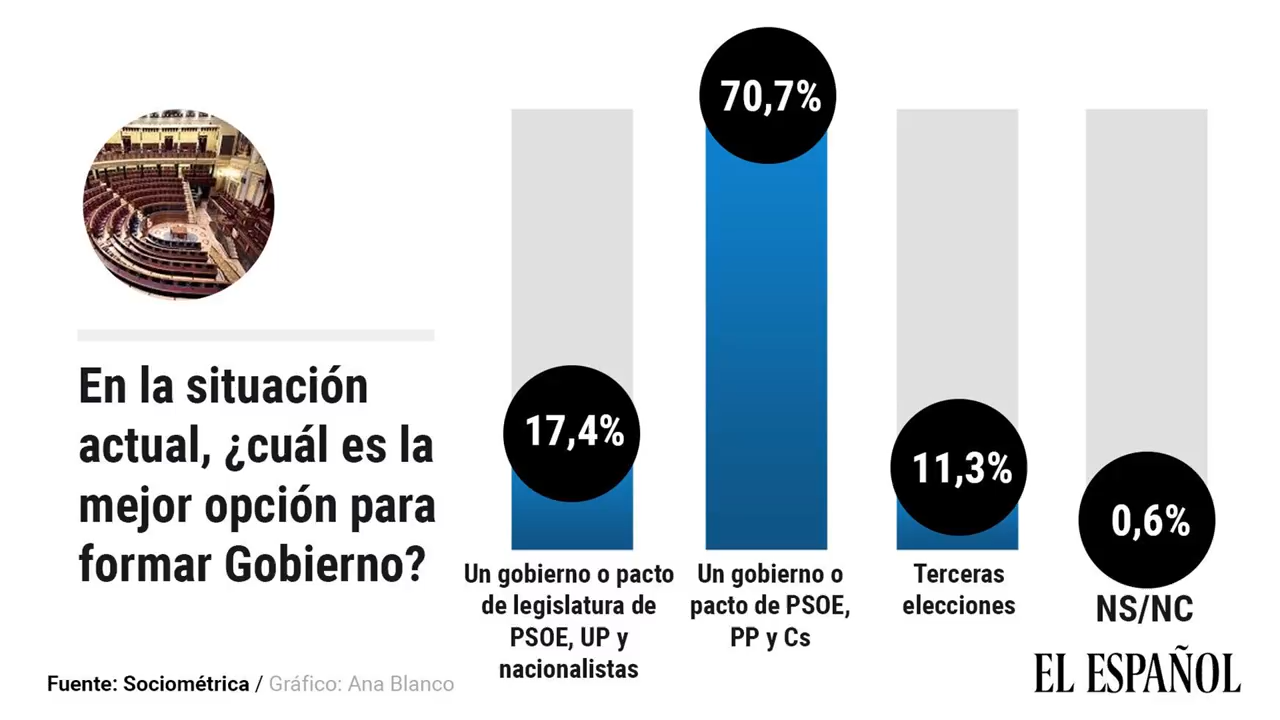 En la situación
actual, ¿cuál es la
mejor opción para
formar Gobierno?
17,4%
Un gobierno o pacto
de legislatura de
PSOE, UP y
nacionalistas
70,7%
Un gobierno o
pacto de PSOE,
PP y Cs
11,3%
Terceras
elecciones
0,6%
NS/NC
Fuente: Sociométrica / Gráfico: Ana Blanco
EL ESPAÑOL